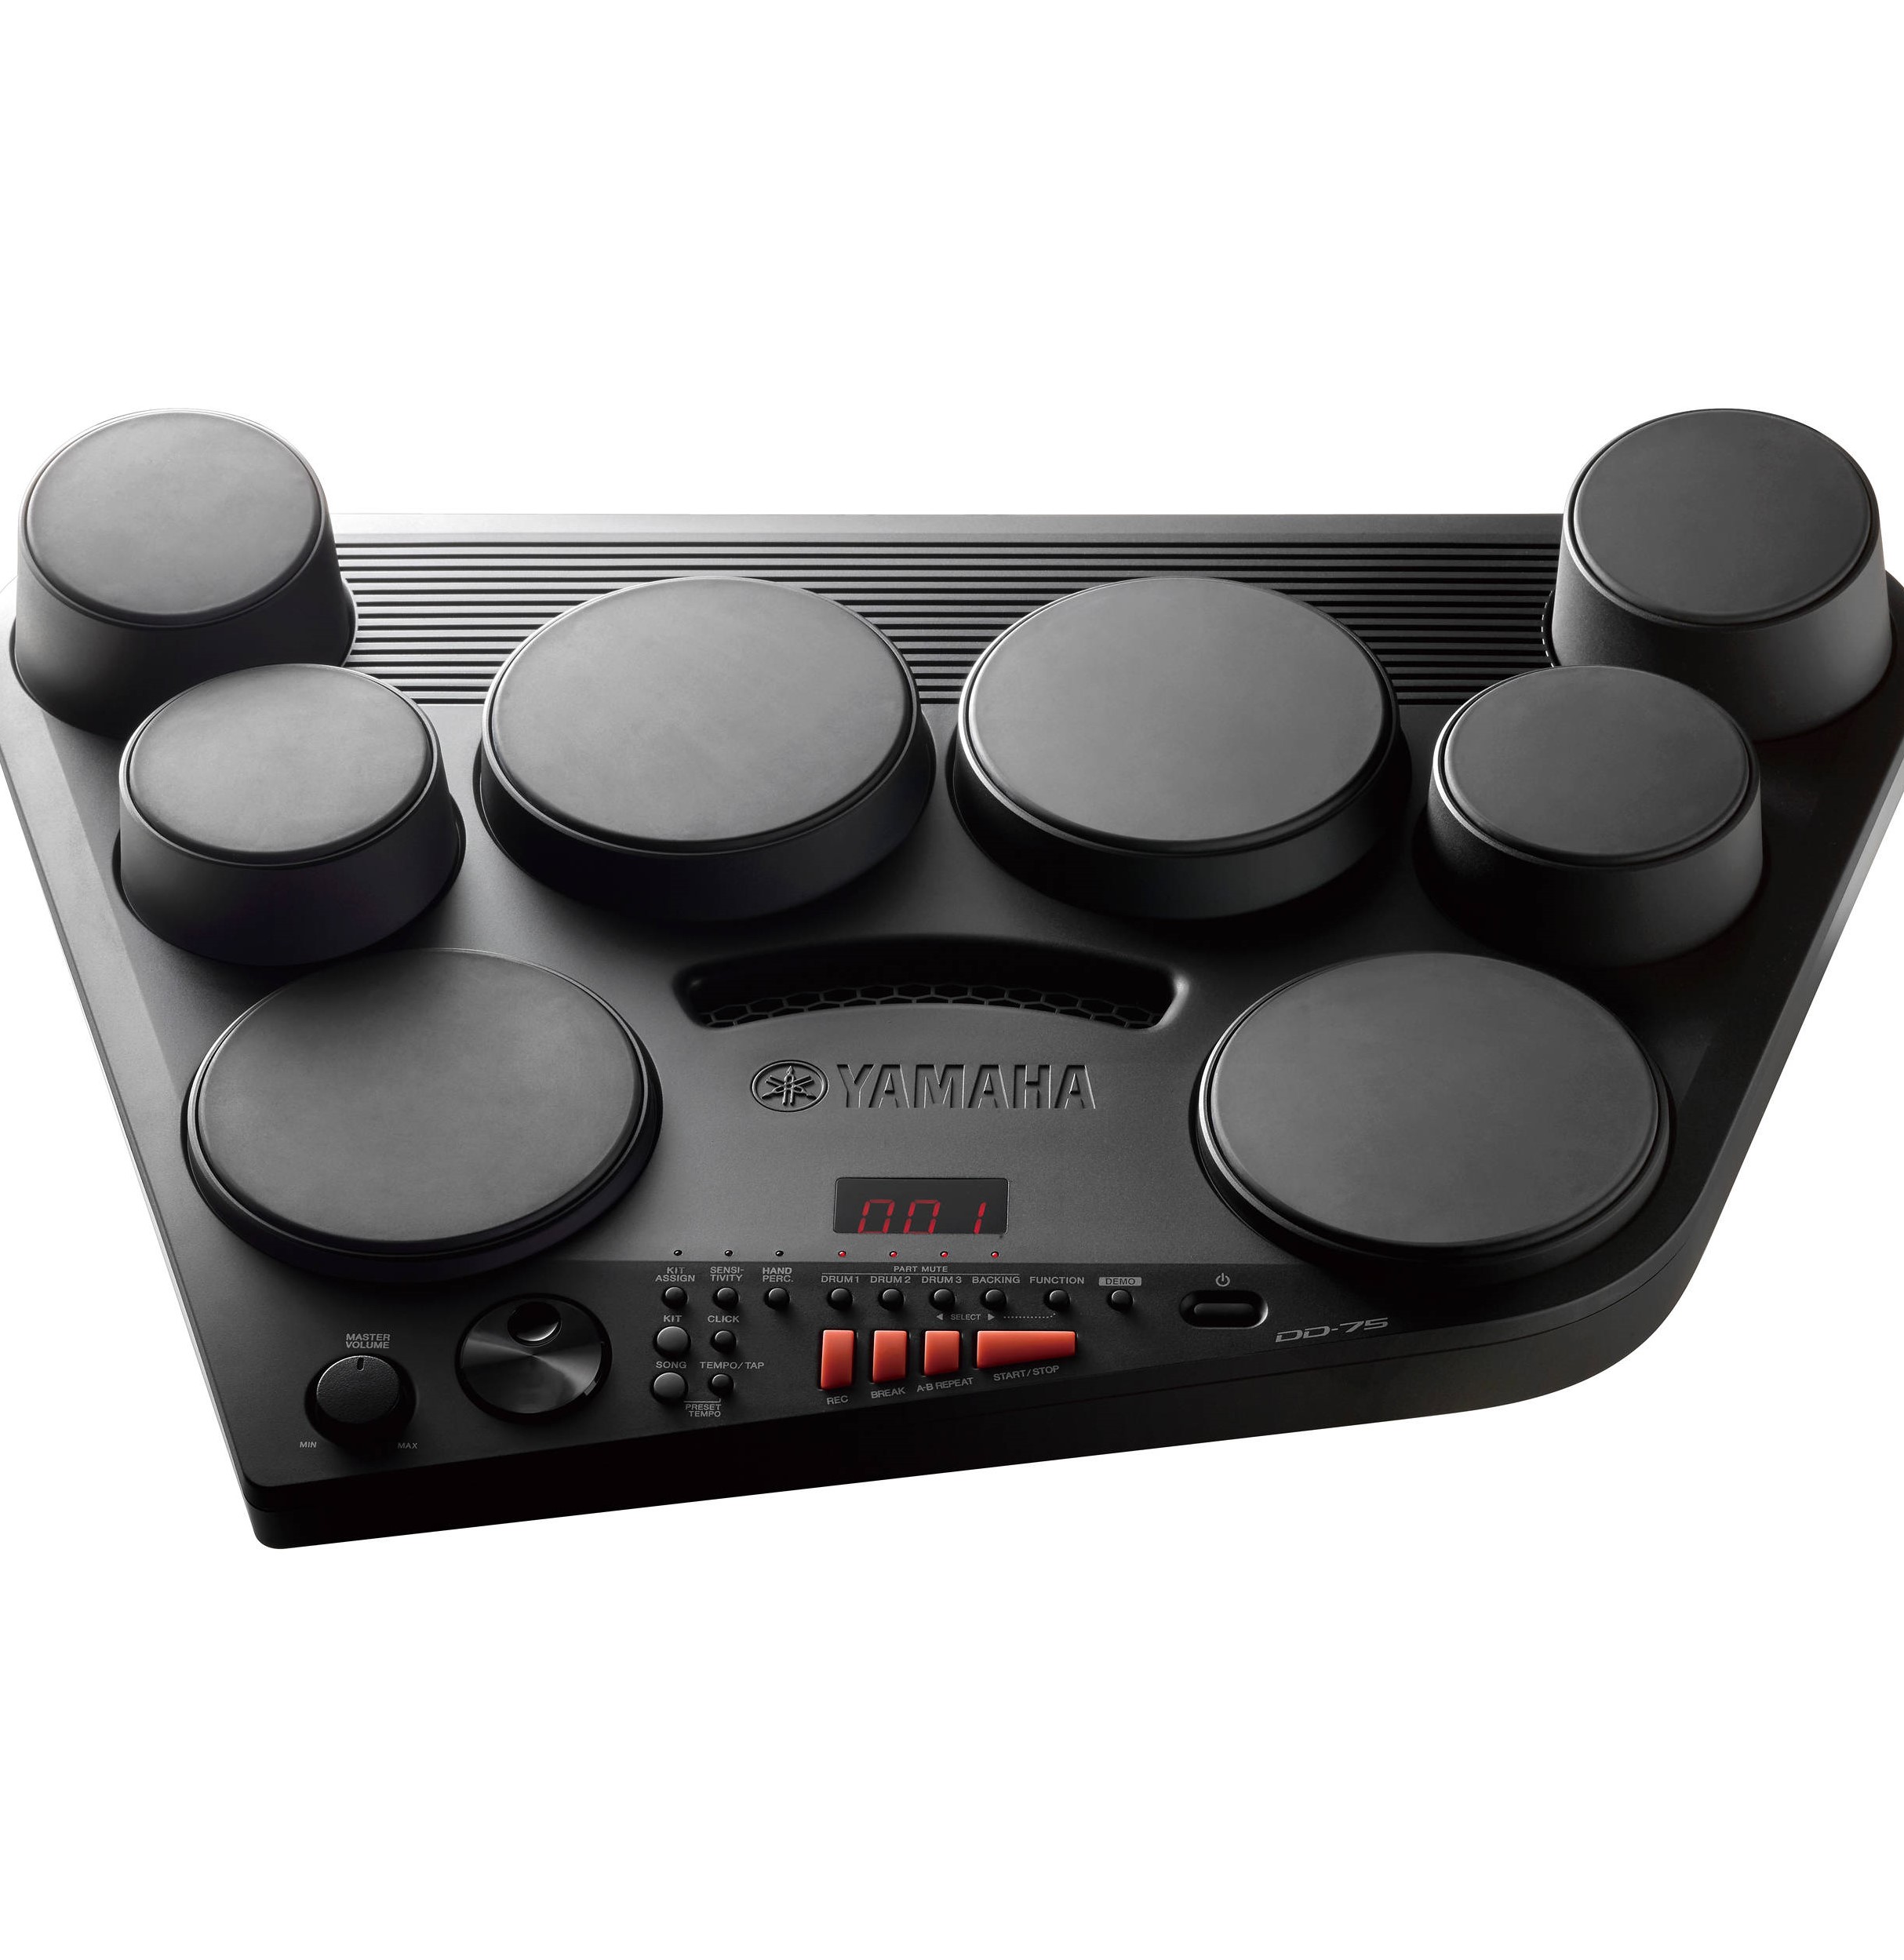 YAMAHA
001
KIT
ASSIGN
SENSI-
TIVITY
HAND
PERC.
PART MUTE
DRUM 1
DRUM 2
DRUM 3
BACKING
FUNCTION
DEMO
KIT
CLICK
SELECT
DD-75
MASTER
VOLUME
MIN
MAX
SONG
TEMPO/TAP
PRESET
TEMPO
REC
BREAK
A-B REPEAT
START/STOP